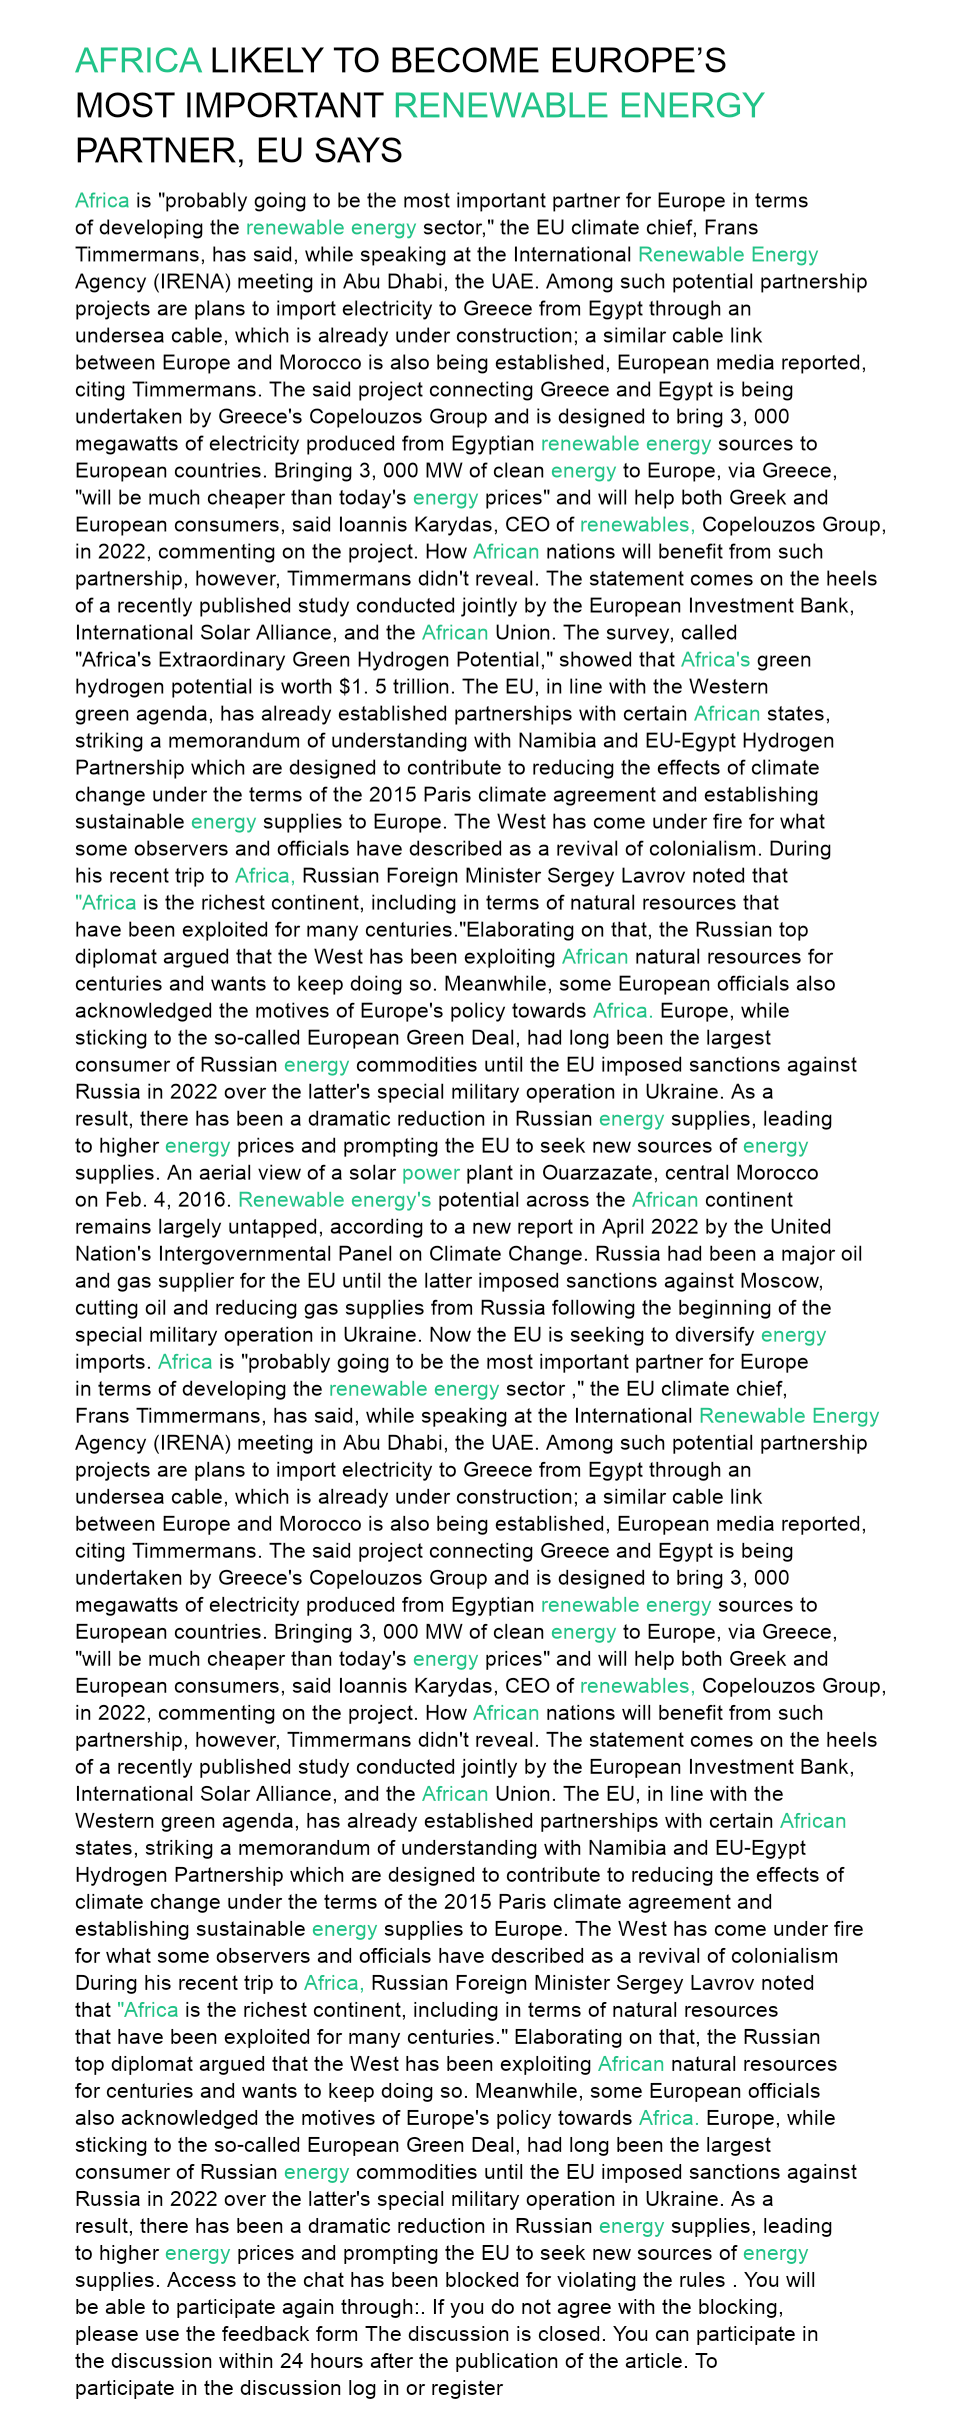 AFRICA LIKELY TO BECOME EUROPE’S
MOST IMPORTANT RENEWABLE ENERGY
PARTNER, EU SAYS
Africa is "probably going to be the most important partner for Europe in terms
of developing the renewable energy sector," the EU climate chief, Frans
Timmermans, has said, while speaking at the International Renewable Energy
Agency (IRENA) meeting in Abu Dhabi, the UAE. Among such potential partnership
projects are plans to import electricity to Greece from Egypt through an
undersea cable, which is already under construction; a similar cable link
between Europe and Morocco is also being established, European media reported,
citing Timmermans. The said project connecting Greece and Egypt is being
undertaken by Greece's Copelouzos Group and is designed to bring 3, 000
megawatts of electricity produced from Egyptian renewable energy sources to
European countries. Bringing 3, 000 MW of clean energy to Europe, via Greece,
"will be much cheaper than today's energy prices" and will help both Greek and
European consumers, said Ioannis Karydas, CEO of renewables, Copelouzos Group,
in 2022, commenting on the project. How African nations will benefit from such
partnership, however, Timmermans didn't reveal. The statement comes on the heels
of a recently published study conducted jointly by the European Investment Bank,
International Solar Alliance, and the African Union. The survey, called
"Africa's Extraordinary Green Hydrogen Potential," showed that Africa's green
hydrogen potential is worth $1. 5 trillion. The EU, in line with the Western
green agenda, has already established partnerships with certain African states,
striking a memorandum of understanding with Namibia and EU-Egypt Hydrogen
Partnership which are designed to contribute to reducing the effects of climate
change under the terms of the 2015 Paris climate agreement and establishing
sustainable energy supplies to Europe. The West has come under fire for what
some observers and officials have described as a revival of colonialism. During
his recent trip to Africa, Russian Foreign Minister Sergey Lavrov noted that
"Africa is the richest continent, including in terms of natural resources that
have been exploited for many centuries."Elaborating on that, the Russian top
diplomat argued that the West has been exploiting African natural resources for
centuries and wants to keep doing so. Meanwhile, some European officials also
acknowledged the motives of Europe's policy towards Africa. Europe, while
sticking to the so-called European Green Deal, had long been the largest
consumer of Russian energy commodities until the EU imposed sanctions against
Russia in 2022 over the latter's special military operation in Ukraine. As a
result, there has been a dramatic reduction in Russian energy supplies, leading
to higher energy prices and prompting the EU to seek new sources of energy
supplies. An aerial view of a solar power plant in Ouarzazate, central Morocco
on Feb. 4, 2016. Renewable energy's potential across the African continent
remains largely untapped, according to a new report in April 2022 by the United
Nation's Intergovernmental Panel on Climate Change. Russia had been a major oil
and gas supplier for the EU until the latter imposed sanctions against Moscow,
cutting oil and reducing gas supplies from Russia following the beginning of the
special military operation in Ukraine. Now the EU is seeking to diversify energy
imports. Africa is "probably going to be the most important partner for Europe
in terms of developing the renewable energy sector ," the EU climate chief,
Frans Timmermans, has said, while speaking at the International Renewable Energy
Agency (IRENA) meeting in Abu Dhabi, the UAE. Among such potential partnership
projects are plans to import electricity to Greece from Egypt through an
undersea cable, which is already under construction; a similar cable link
between Europe and Morocco is also being established, European media reported,
citing Timmermans. The said project connecting Greece and Egypt is being
undertaken by Greece's Copelouzos Group and is designed to bring 3, 000
megawatts of electricity produced from Egyptian renewable energy sources to
European countries. Bringing 3, 000 MW of clean energy to Europe, via Greece,
"will be much cheaper than today's energy prices" and will help both Greek and
European consumers, said Ioannis Karydas, CEO of renewables, Copelouzos Group,
in 2022, commenting on the project. How African nations will benefit from such
partnership, however, Timmermans didn't reveal. The statement comes on the heels
of a recently published study conducted jointly by the European Investment Bank,
International Solar Alliance, and the African Union. The EU, in line with the
Western green agenda, has already established partnerships with certain African
states, striking a memorandum of understanding with Namibia and EU-Egypt
Hydrogen Partnership which are designed to contribute to reducing the effects of
climate change under the terms of the 2015 Paris climate agreement and
establishing sustainable energy supplies to Europe. The West has come under fire
for what some observers and officials have described as a revival of colonialism
During his recent trip to Africa, Russian Foreign Minister Sergey Lavrov noted
that "Africa is the richest continent, including in terms of natural resources
that have been exploited for many centuries." Elaborating on that, the Russian
top diplomat argued that the West has been exploiting African natural resources
for centuries and wants to keep doing so. Meanwhile, some European officials
also acknowledged the motives of Europe's policy towards Africa. Europe, while
sticking to the so-called European Green Deal, had long been the largest
consumer of Russian energy commodities until the EU imposed sanctions against
Russia in 2022 over the latter's special military operation in Ukraine. As a
result, there has been a dramatic reduction in Russian energy supplies, leading
to higher energy prices and prompting the EU to seek new sources of energy
supplies. Access to the chat has been blocked for violating the rules . You will
be able to participate again through:. If you do not agree with the blocking,
please use the feedback form The discussion is closed. You can participate in
the discussion within 24 hours after the publication of the article. To
participate in the discussion log in or register